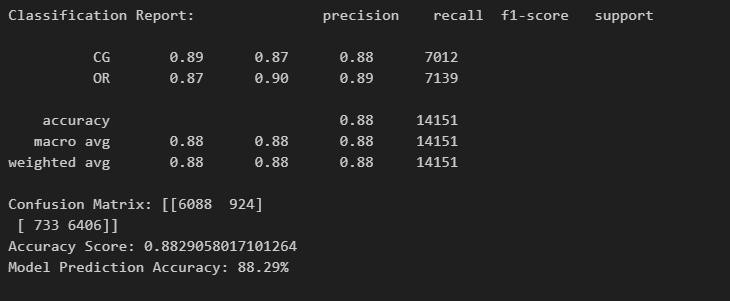 Classification Report:               precision    recall  f1-score   support

          CG       0.89      0.87      0.88      7012
          OR       0.87      0.90      0.89      7139

    accuracy                           0.88     14151
   macro avg       0.88      0.88      0.88     14151
weighted avg       0.88      0.88      0.88     14151

Confusion Matrix: [[6088  924]
 [ 733 6406]]
Accuracy Score: 0.8829058017101264
Model Prediction Accuracy: 88.29%